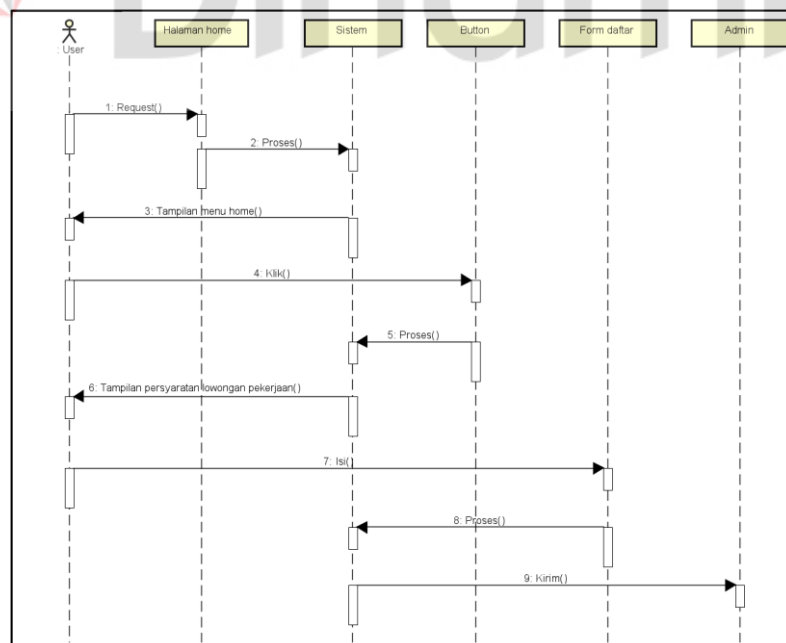 : User
Halaman home
Sistem
Button
Form daftar
Admin
1: Request()
2: Proses()
3: Tampilan menu home()
4: Klik()
5: Proses()
6: Tampilan persyaratan lowongan pekerjaan()
7: Isi()
8: Proses()
9: Kirim()